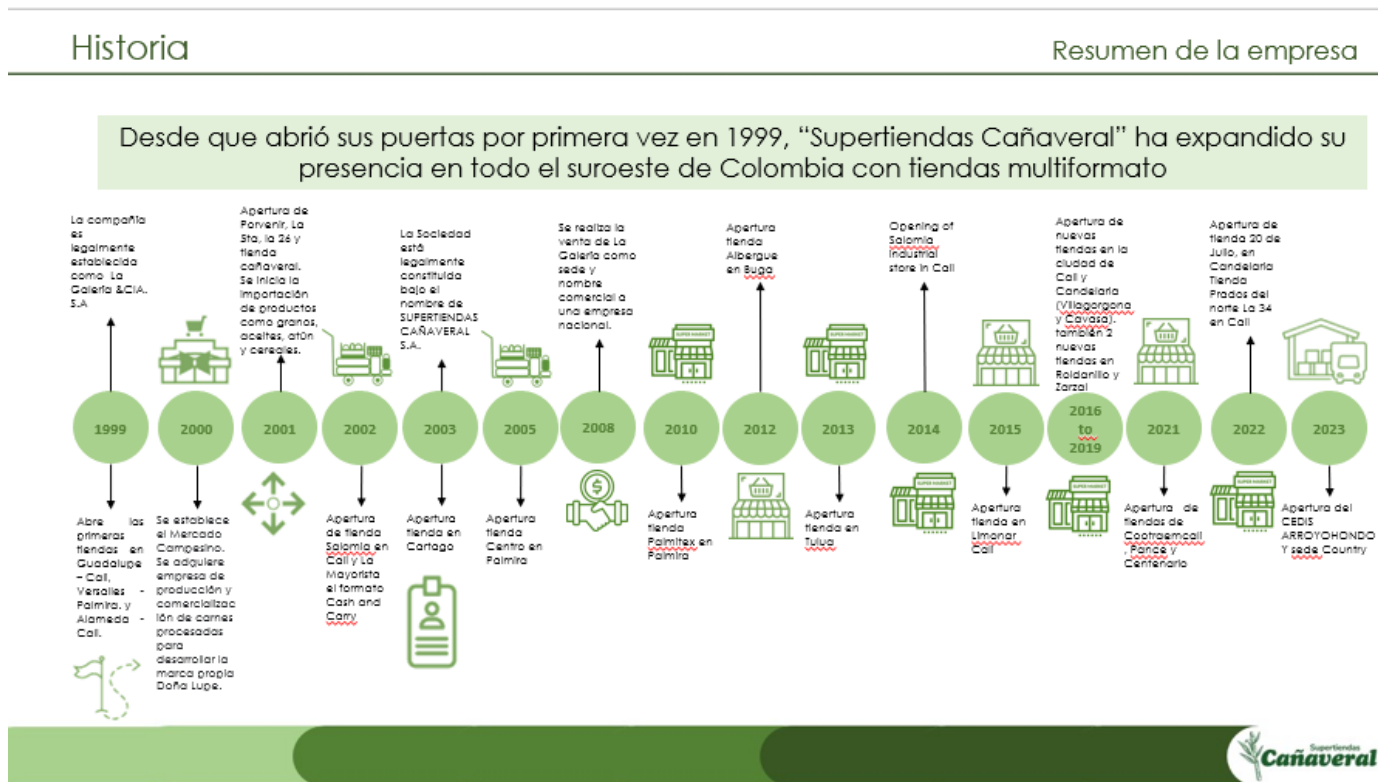 Historia
Resumen de la empresa
Desde que abrió sus puertas por primera vez en 1999, “Supertiendas Cañaveral” ha expandido su
presencia en todo el suroeste de Colombia con tiendas multiformato
La compañía
es
legalmente
establecida
como La
Galería &CIA.
S.A
Apertura de
Porvenir, La
5ta, la 26 y
tienda
cañaveral.
Se inicia la
importación
de productos
como granos,
aceites, atún
y cereales.
La Sociedad
está
legalmente
constituida
bajo el
nombre de
SUPERTIENDAS
CAÑAVERAL
S.A.
Se realiza la
venta de La
Galería como
sede y
nombre
comercial a
una empresa
nacional.
Apertura
tienda
Albergue
en Buga
Opening of
Salomia
Industrial
store in Cali
Apertura de
nuevas
tiendas en la
ciudad de
Cali y
Candelaria
(Villagorgona
y Cavasa).
también 2
nuevas
tiendas en
Roldanillo y
Zarzal
Apertura de
tienda 20 de
Julio, en
Candelaria
Tienda
Prados del
norte La 34
en Cali
1999
2000
2001
2002
2003
2005
2008
2010
2012
2013
2014
2015
2016
to
2019
2021
2022
2023
Abre las
primeras
tiendas en
Guadalupe
– Cali,
Versalles -
Palmira. y
Alameda -
Cali.
Se establece
el Mercado
Campesino.
Se adquiere
empresa de
producción y
comercializac
ión de carnes
procesadas
para
desarrollar la
marca propia
Doña Lupe.
Apertura
de tienda
Salomia en
Cali y La
Mayorista
el formato
Cash and
Carry
Apertura
tienda en
Cartago
Apertura
tienda
Centro en
Palmira
Apertura
tienda
Palmitex en
Palmira
Apertura
tienda en
Tulua
Apertura
tienda en
Limonar
Cali
Apertura de
tiendas de
Cootraemcali
, Pance y
Centenario
Apertura del
CEDIS
ARROYOHONDO
Y sede Country
SUPER MARKET
SUPER MARKET
SUPER MARKET
SUPER MARKET
SUPER MARKET
Supertiendas
Cañaveral